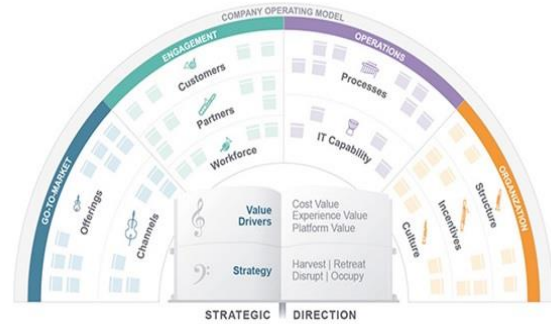 COMPANY OPERATING MODEL
ENGAGEMENT
OPERATIONS
GO-TO-MARKET
ORGANIZATION
Customers
Partners
Workforce
Processes
IT Capability
Offerings
Channels
Culture
Incentives
Structure
Value
Drivers
Cost Value
Experience Value
Platform Value
Strategy
Harvest | Retreat
Disrupt | Occupy
STRATEGIC DIRECTION